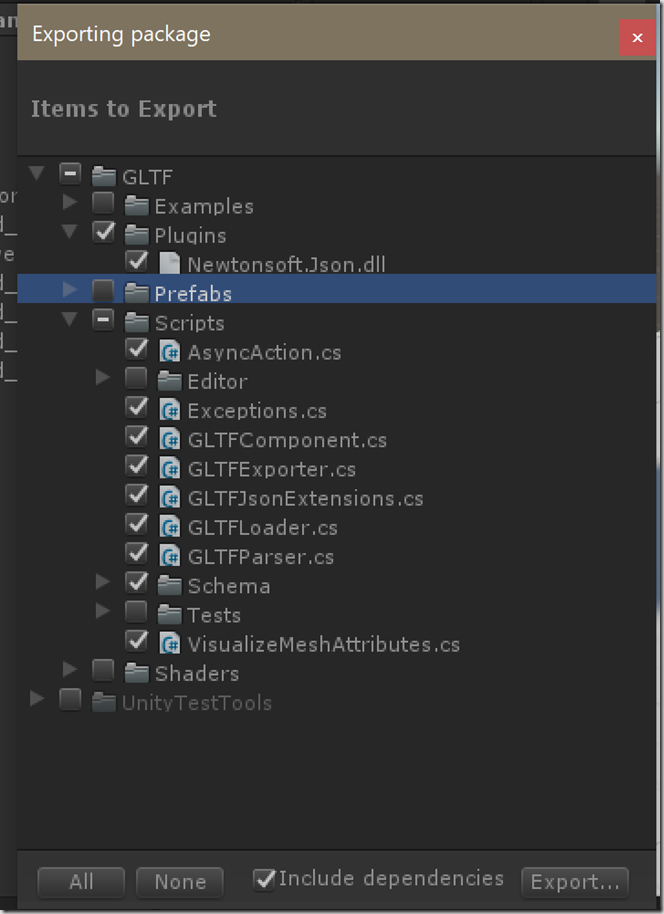 Exporting package
Items to Export
GLTF
Examples
Plugins
Newtonsoft.Json.dll
Prefabs
Scripts
AsyncAction.cs
Editor
Exceptions.cs
GLTFComponent.cs
GLTFExporter.cs
GLTFJsonExtensions.cs
GLTFLoader.cs
GLTFParser.cs
Schema
Tests
VisualizeMeshAttributes.cs
Shaders
UnityTestTools
All None Include dependencies Export...